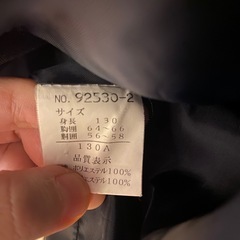 NO. 92530-2
サイズ
身長 130
胸囲 64~66
胴囲 56~58
130A
品質表示
ポリエステル100%
ポリエステル100%